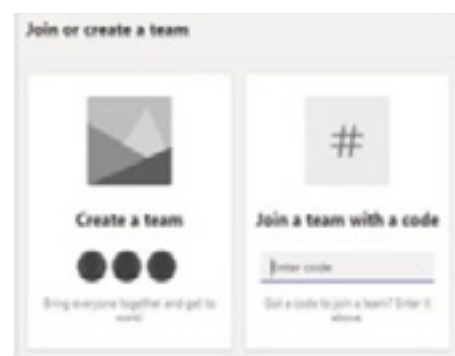 Join or create a team
#
Create a team
Join a team with a code
Enter code
Bring everyone together and get to
work!
Got a code to join a team? Enter it
above.